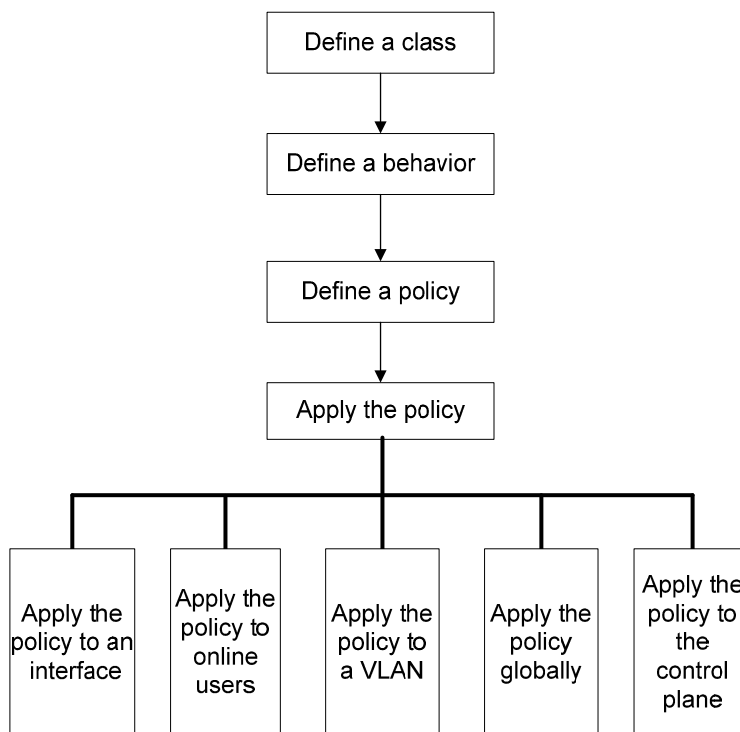 Define a class
Define a behavior
Define a policy
Apply the policy
Apply the
policy to an
interface
Apply the
policy to
online
users
Apply the
policy to
a VLAN
Apply the
policy
globally
Apply the
policy to
the
control
plane